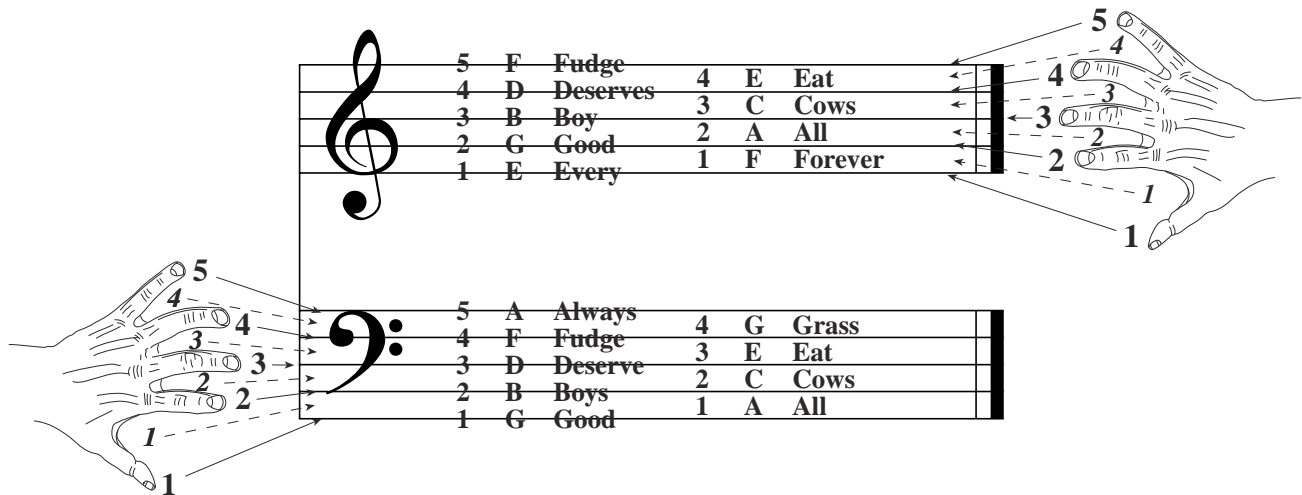 5 F Fudge
4 E Eat
4 D Deserves
3 C Cows
3 B Boy
2 A All
2 G Good
1 F Forever
1 E Every
5
4
4
3
3
2
2
1
1
5 A Always
4 G Grass
4 F Fudge
3 E Eat
3 D Deserve
2 C Cows
2 B Boys
1 A All
1 G Good
5
4
4
3
3
2
2
1
1